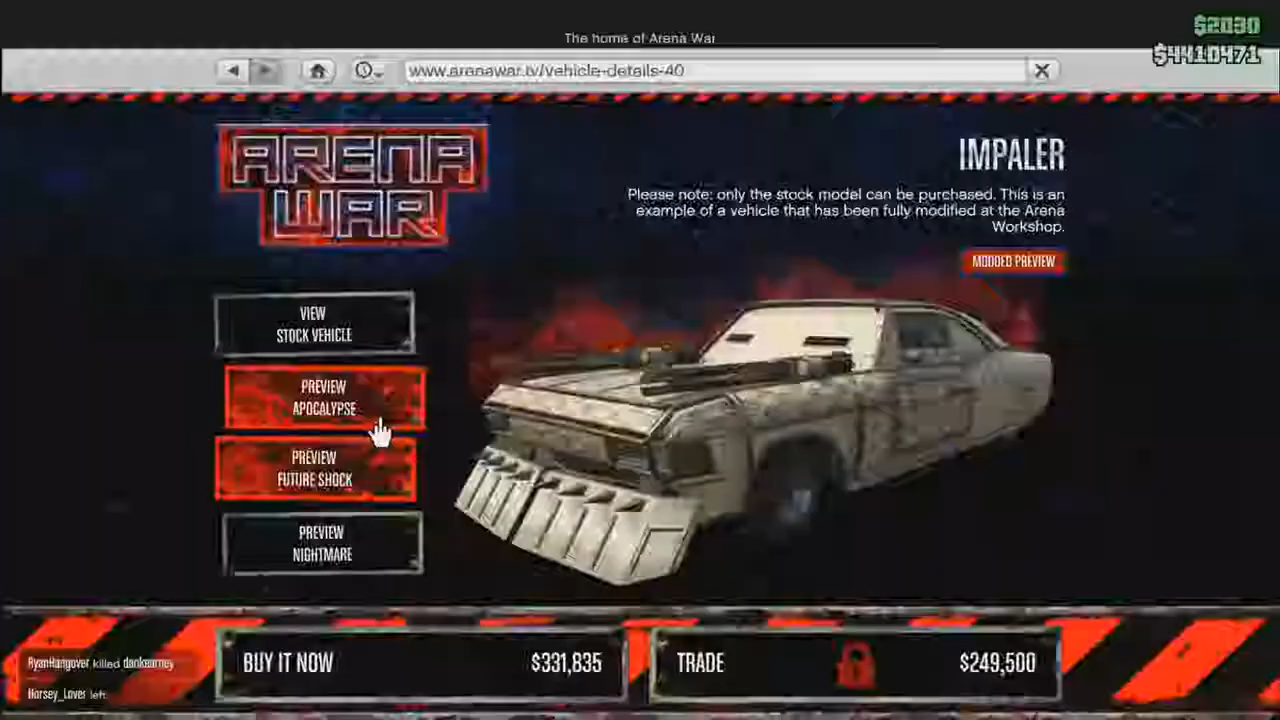 The home of Arena War
$2030
$4410471
www.arenawar.tv/vehicle-details-40
ARENA
WAR
IMPALER
Please note: only the stock model can be purchased. This is an
example of a vehicle that has been fully modified at the Arena
Workshop.
MODDED PREVIEW
VIEW
STOCK VEHICLE
PREVIEW
APOCALYPSE
PREVIEW
FUTURE SHOCK
PREVIEW
NIGHTMARE
BUY IT NOW $331,835
TRADE $249,500
RyanHangover killed dankearney
Horsey_Lover left.